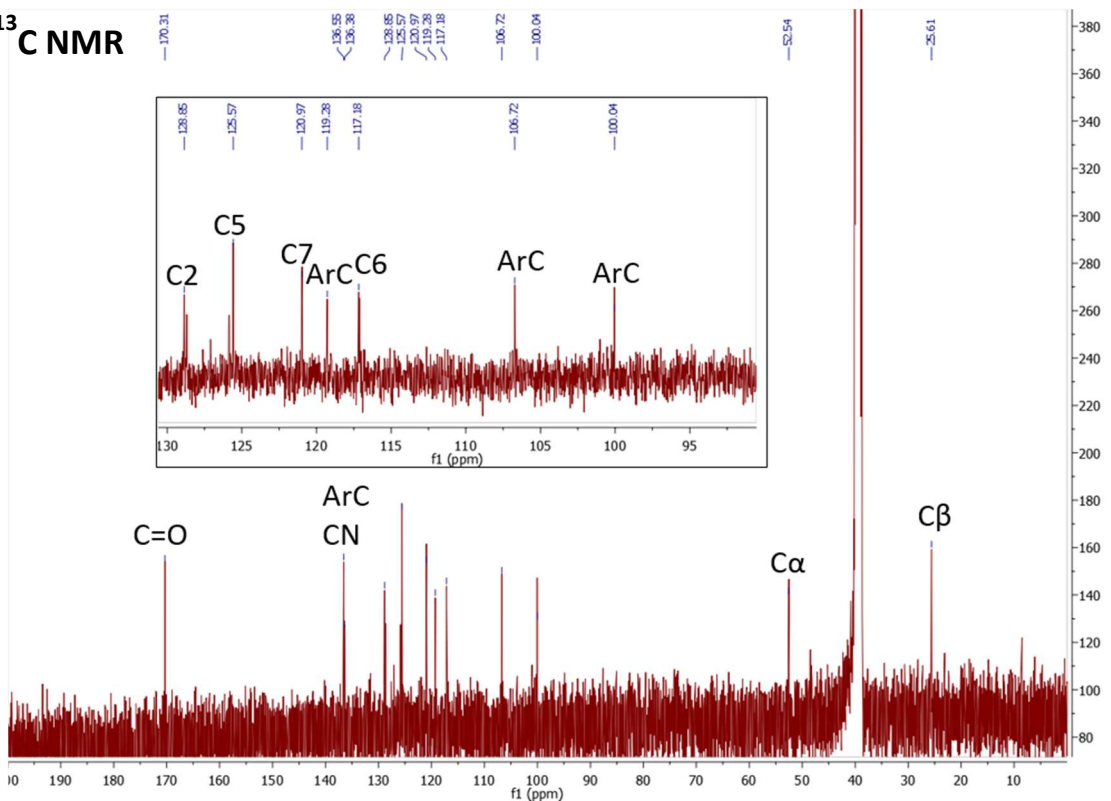 13C NMR
170.31 136.55 136.38 128.85 125.57 120.97 119.28 117.18 106.72 100.04 52.54 25.61
128.85 125.57 120.97 119.28 117.18 106.72 100.04
C2 C5 C7 ArC C6 ArC ArC
130 125 120 115 110 105 100 95
f1 (ppm)
C=O
ArC
CN
Cα
Cβ
380
360
340
320
300
280
260
240
220
200
180
160
140
120
100
80
00 190 180 170 160 150 140 130 120 110 100 90 80 70 60 50 40 30 20 10
f1 (ppm)